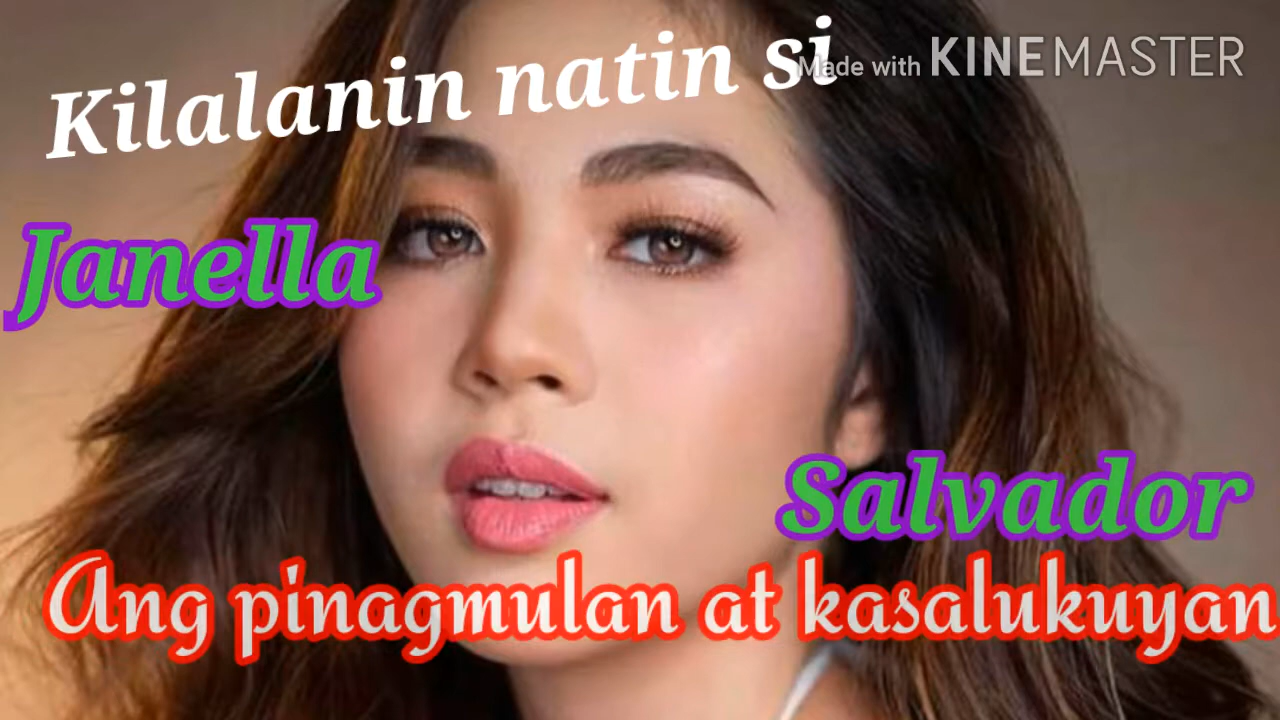 Kilalanin natin si
Made with KINEMASTER
Janella
Salvador
Ang pinagmulan at kasalukuyan